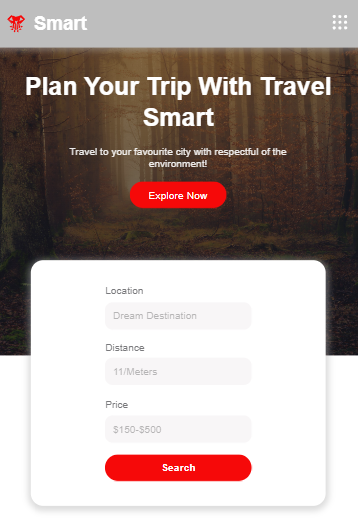 Smart
Plan Your Trip With Travel
Smart
Travel to your favourite city with respectful of the
environment!
Explore Now
Location
Dream Destination
Distance
11/Meters
Price
$150-$500
Search